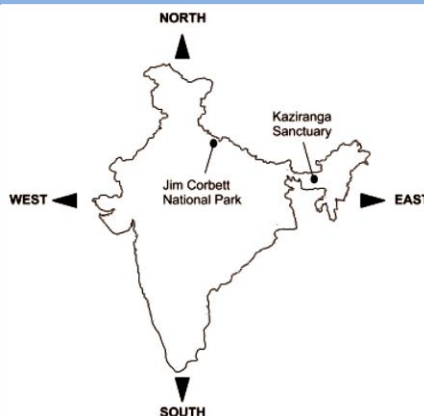 NORTH
Kaziranga
Sanctuary
Jim Corbett
National Park
WEST
EAST
SOUTH